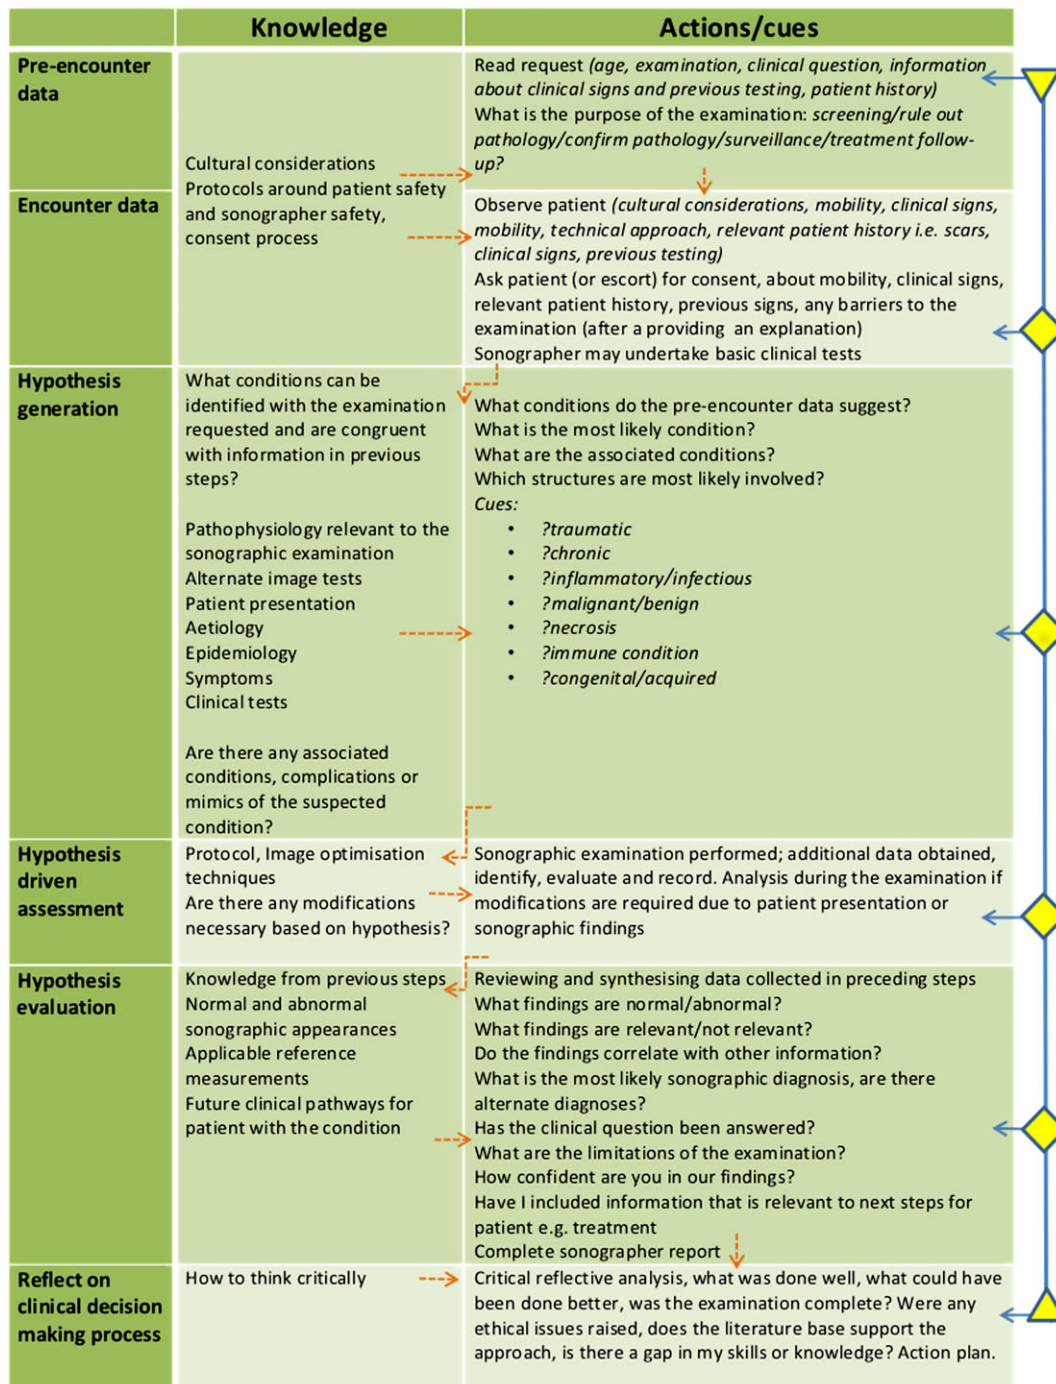 Knowledge
Actions/cues
Pre-encounter
data
Cultural considerations
Protocols around patient safety
and sonographer safety,
consent process
Read request (age, examination, clinical question, information
about clinical signs and previous testing, patient history)
What is the purpose of the examination: screening/rule out
pathology/confirm pathology/surveillance/treatment follow-
up?
Encounter data
Observe patient (cultural considerations, mobility, clinical signs,
mobility, technical approach, relevant patient history i.e. scars,
clinical signs, previous testing)
Ask patient (or escort) for consent, about mobility, clinical signs,
relevant patient history, previous signs, any barriers to the
examination (after a providing an explanation)
Sonographer may undertake basic clinical tests
Hypothesis
generation
What conditions can be
identified with the examination
requested and are congruent
with information in previous
steps?
Pathophysiology relevant to the
sonographic examination
Alternate image tests
Patient presentation
Aetiology
Epidemiology
Symptoms
Clinical tests
Are there any associated
conditions, complications or
mimics of the suspected
condition?
What conditions do the pre-encounter data suggest?
What is the most likely condition?
What are the associated conditions?
Which structures are most likely involved?
Cues:
• ?traumatic
• ?chronic
• ?inflammatory/infectious
• ?malignant/benign
• ?necrosis
• ?immune condition
• ?congenital/acquired
Hypothesis
driven
assessment
Protocol, Image optimisation
techniques
Are there any modifications
necessary based on hypothesis?
Sonographic examination performed; additional data obtained,
identify, evaluate and record. Analysis during the examination if
modifications are required due to patient presentation or
sonographic findings
Hypothesis
evaluation
Knowledge from previous steps
Normal and abnormal
sonographic appearances
Applicable reference
measurements
Future clinical pathways for
patient with the condition
Reviewing and synthesising data collected in preceding steps
What findings are normal/abnormal?
What findings are relevant/not relevant?
Do the findings correlate with other information?
What is the most likely sonographic diagnosis, are there
alternate diagnoses?
Has the clinical question been answered?
What are the limitations of the examination?
How confident are you in our findings?
Have I included information that is relevant to next steps for
patient e.g. treatment
Complete sonographer report
Reflect on
clinical decision
making process
How to think critically
Critical reflective analysis, what was done well, what could have
been done better, was the examination complete? Were any
ethical issues raised, does the literature base support the
approach, is there a gap in my skills or knowledge? Action plan.